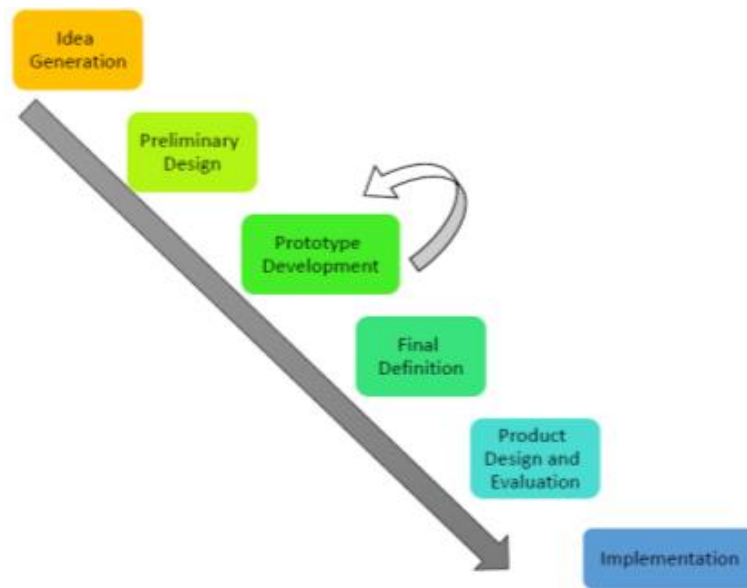 Idea
Generation
Preliminary
Design
Prototype
Development
Final
Definition
Product
Design and
Evaluation
Implementation